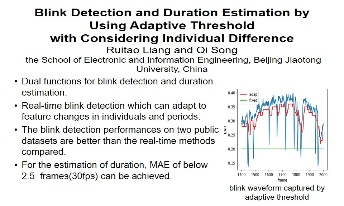 Blink Detection and Duration Estimation by
Using Adaptive Threshold
with Considering Individual Difference
Ruitao Liang and Qi Song
the School of Electronic and Information Engineering, Beijing Jiaotong
University, China
• Dual functions for blink detection and duration
estimation.
• Real-time blink detection which can adapt to
feature changes in individuals and periods.
• The blink detection performances on two public
datasets are better than the real-time methods
compared.
• For the estimation of duration, MAE of below
2.5 frames(30fps) can be achieved.
frame
blink waveform captured by
adaptive threshold